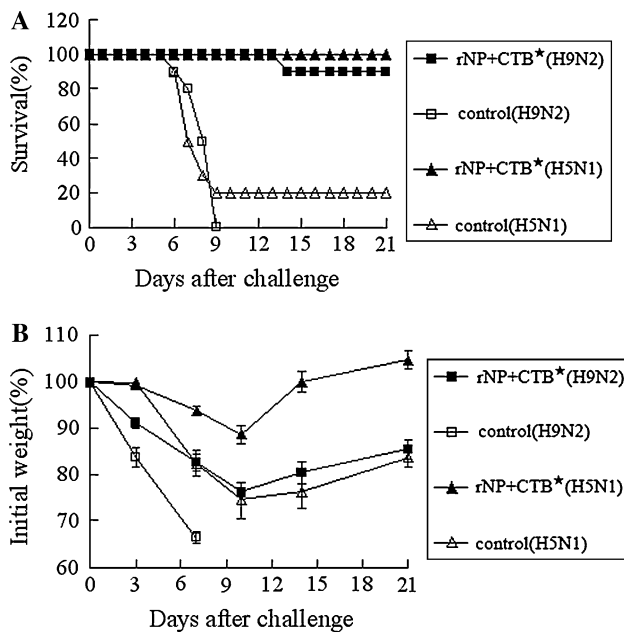 A
Survival(%)
120
100
80
60
40
20
0
0 3 6 9 12 15 18 21
Days after challenge
rNP+CTB★(H9N2)
control(H9N2)
rNP+CTB★(H5N1)
control(H5N1)
B
Initial weight(%)
110
100
90
80
70
60
0 3 6 9 12 15 18 21
Days after challenge
rNP+CTB★(H9N2)
control(H9N2)
rNP+CTB★(H5N1)
control(H5N1)